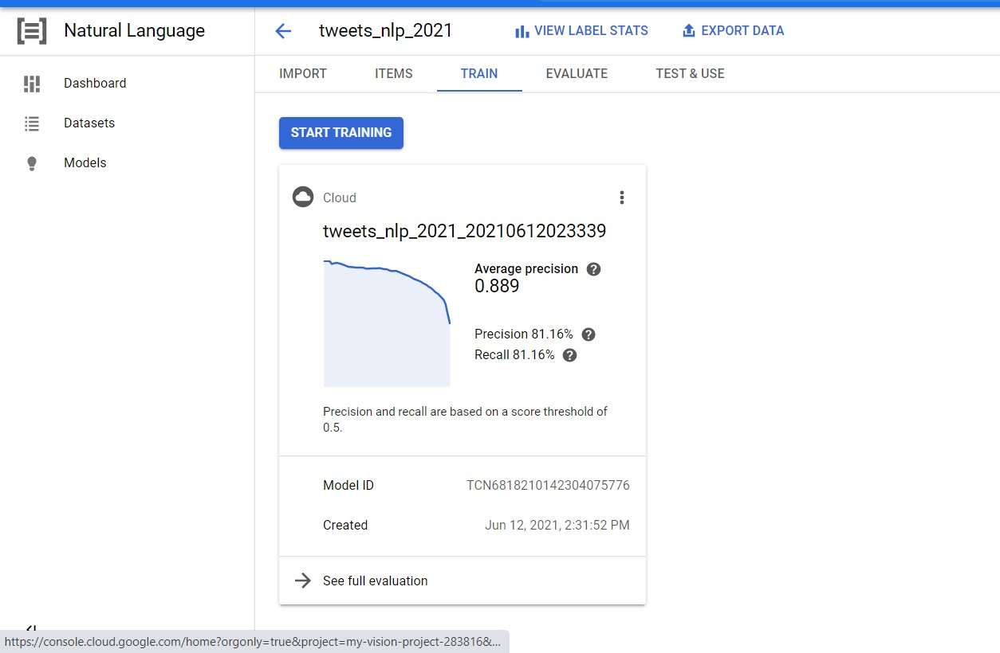 Natural Language
tweets_nlp_2021
VIEW LABEL STATS
EXPORT DATA
Dashboard
Datasets
Models
IMPORT
ITEMS
TRAIN
EVALUATE
TEST & USE
START TRAINING
Cloud
tweets_nlp_2021_20210612023339
Average precision ?
0.889
Precision 81.16% ?
Recall 81.16% ?
Precision and recall are based on a score threshold of
0.5.
Model ID TCN6818210142304075776
Created Jun 12, 2021, 2:31:52 PM
See full evaluation
https://console.cloud.google.com/home?orgonly=true&project=my-vision-project-283816&...